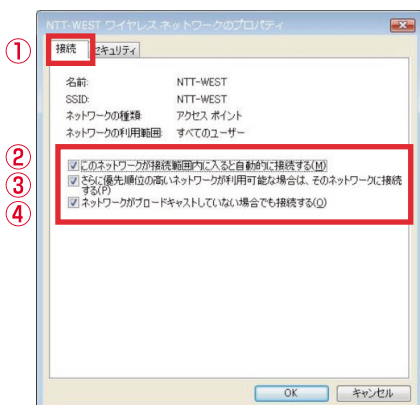 NTT-WEST ワイヤレス ネットワークのプロパティ
① 接続 セキュリティ
名前: NTT-WEST
SSID: NTT-WEST
ネットワークの種類: アクセス ポイント
ネットワークの利用範囲: すべてのユーザー
② このネットワークが接続範囲内に入ると自動的に接続する(M)
③ さらに優先順位の高いネットワークが利用可能な場合は、そのネットワークに接続
する(P)
④ ネットワークがブロードキャストしていない場合でも接続する(O)
OK キャンセル